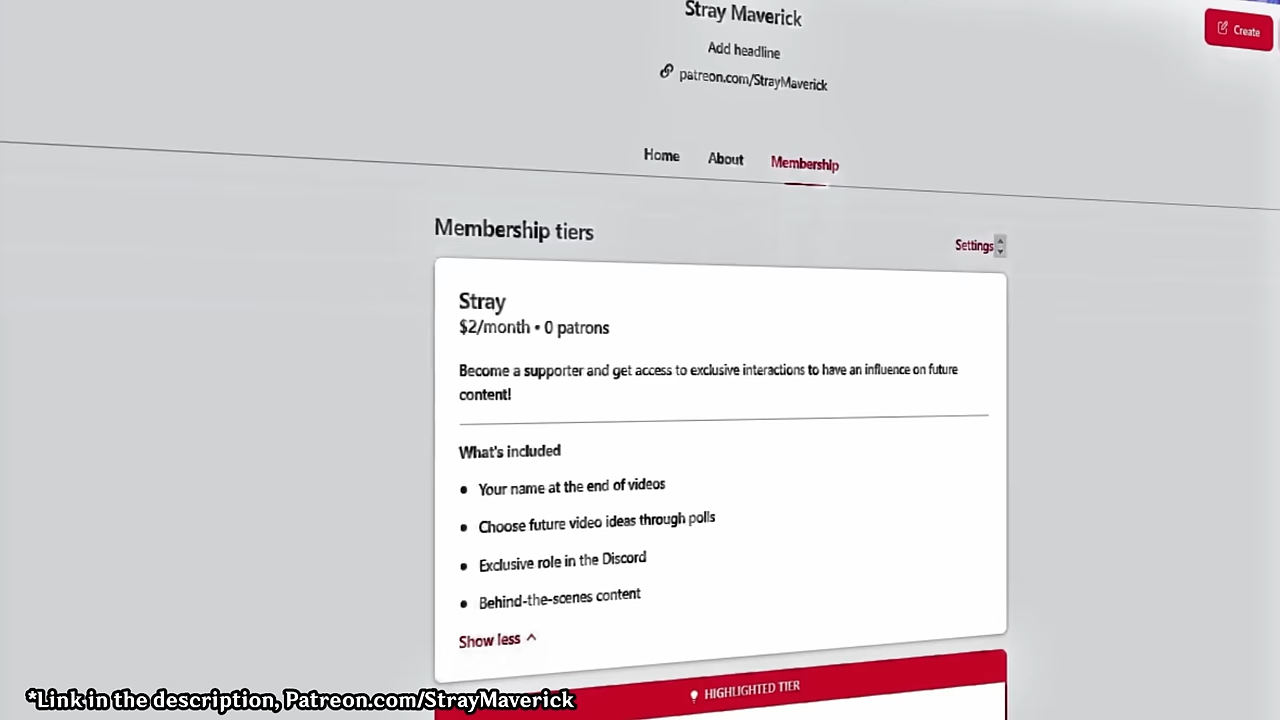 Stray Maverick
Create
Add headline
patreon.com/StrayMaverick
Home About Membership
Membership tiers
Settings
Stray
$2/month • 0 patrons
Become a supporter and get access to exclusive interactions to have an influence on future
content!
What's included
• Your name at the end of videos
• Choose future video ideas through polls
• Exclusive role in the Discord
• Behind-the-scenes content
Show less
HIGHLIGHTED TIER
*Link in the description, Patreon.com/StrayMaverick